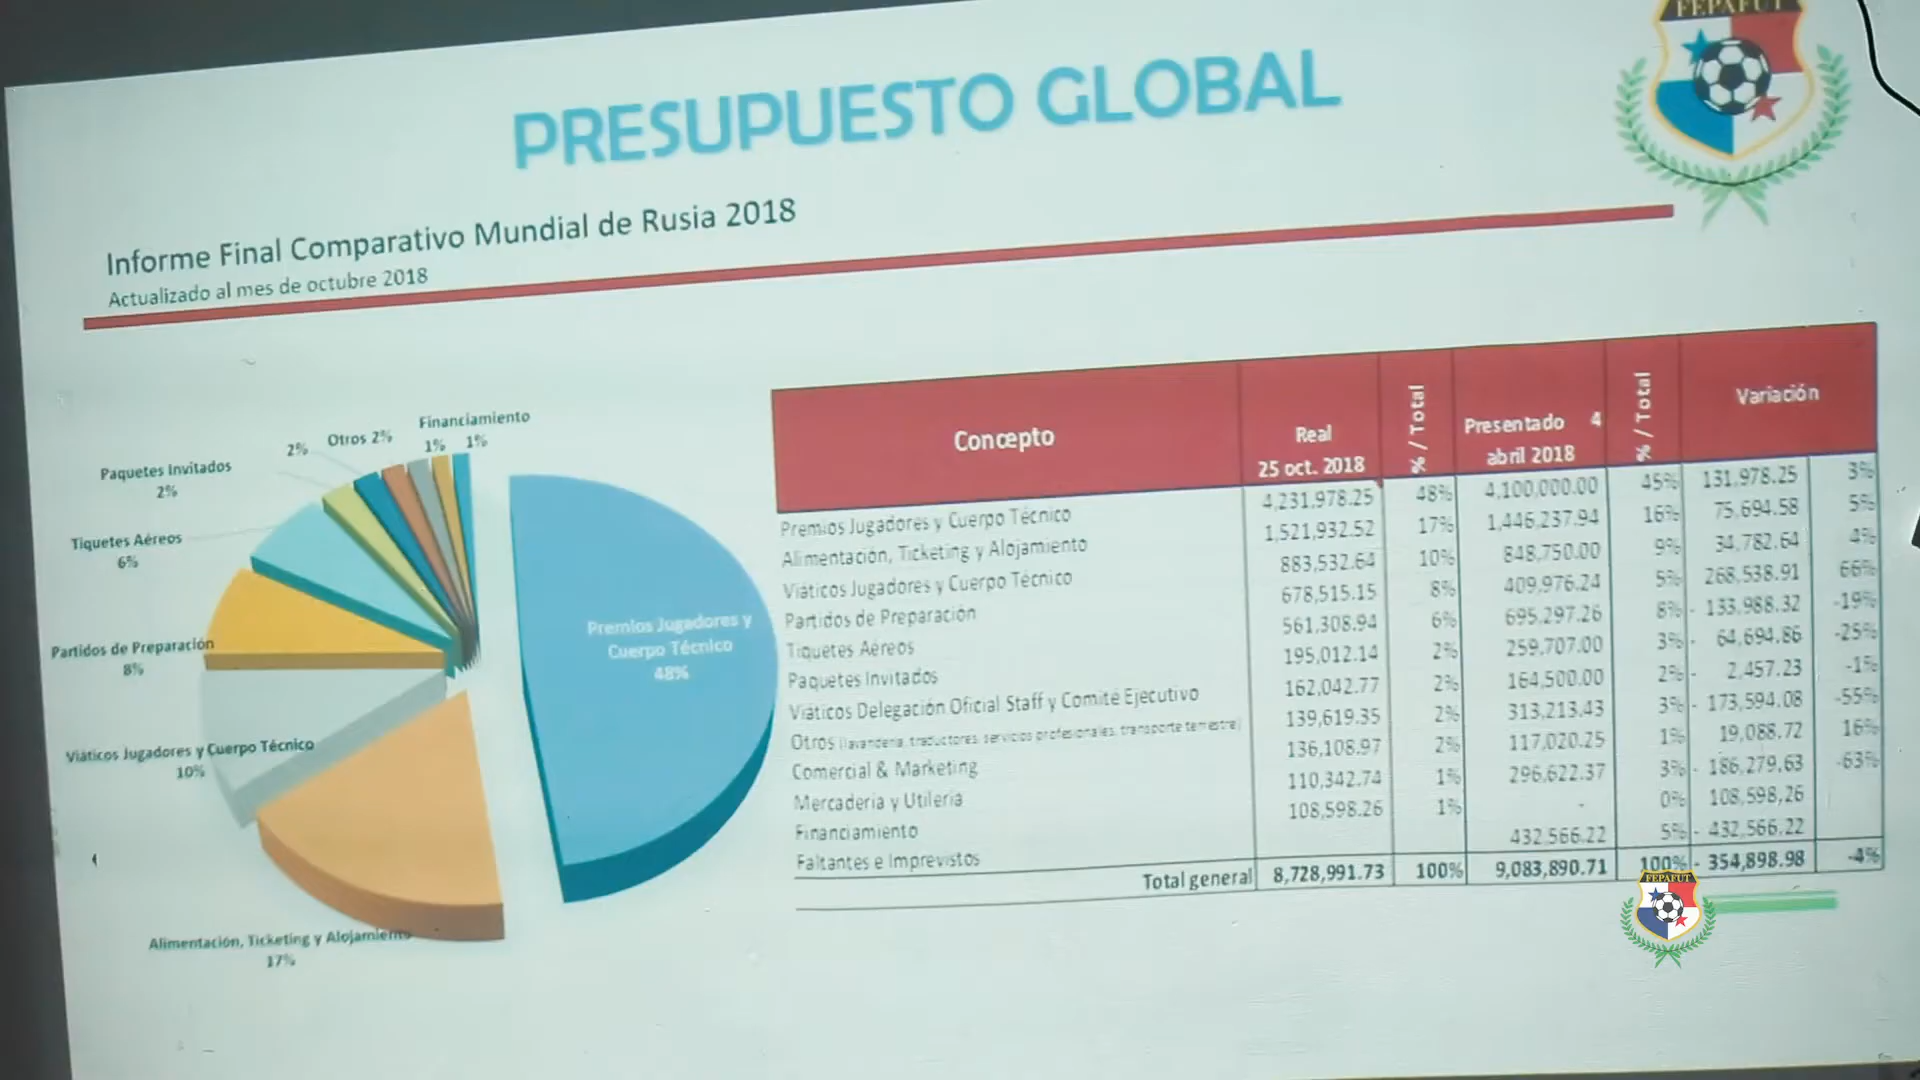 FEPAFUT
PRESUPUESTO GLOBAL
Informe Final Comparativo Mundial de Rusia 2018
Actualizado al mes de octubre 2018
Financiamiento
1% 1%
Otros 2%
2%
Paquetes Invitados
2%
Tiquetes Aéreos
6%
Partidos de Preparación
8%
Viáticos Jugadores y Cuerpo Técnico
10%
Alimentación, Ticketing y Alojamiento
17%
Premios Jugadores y
Cuerpo Técnico
48%
Concepto Real 25 oct. 2018 % / Total Presentado 4 abril 2018 % / Total Variación
Premios Jugadores y Cuerpo Técnico 4,231,978.25 48% 4,100,000.00 45% 131,978.25 3%
Alimentación, Ticketing y Alojamiento 1,521,932.52 17% 1,446,237.94 16% 75,694.58 5%
Viáticos Jugadores y Cuerpo Técnico 883,532.64 10% 848,750.00 9% 34,782.64 4%
Partidos de Preparación 678,515.15 8% 409,976.24 5% 268,538.91 66%
Tiquetes Aéreos 561,308.94 6% 695,297.26 8% - 133,988.32 -19%
Paquetes Invitados 195,012.14 2% 259,707.00 3% - 64,694.86 -25%
Viáticos Delegación Oficial Staff y Comité Ejecutivo 162,042.77 2% 164,500.00 2% - 2,457.23 -1%
Otros (lavanderia, traductores, servicios profesionales, transporte terrestre) 139,619.35 2% 313,213.43 3% - 173,594.08 -55%
Comercial & Marketing 136,108.97 2% 117,020.25 1% 19,088.72 16%
Mercadería y Utilería 110,342.74 1% 296,622.37 3% - 186,279.63 -63%
Financiamiento 108,598.26 1% - 0% 108,598.26
Faltantes e Imprevistos 432,566.22 5% - 432,566.22
Total general 8,728,991.73 100% 9,083,890.71 100% - 354,898.98 -4%
FEPAFUT